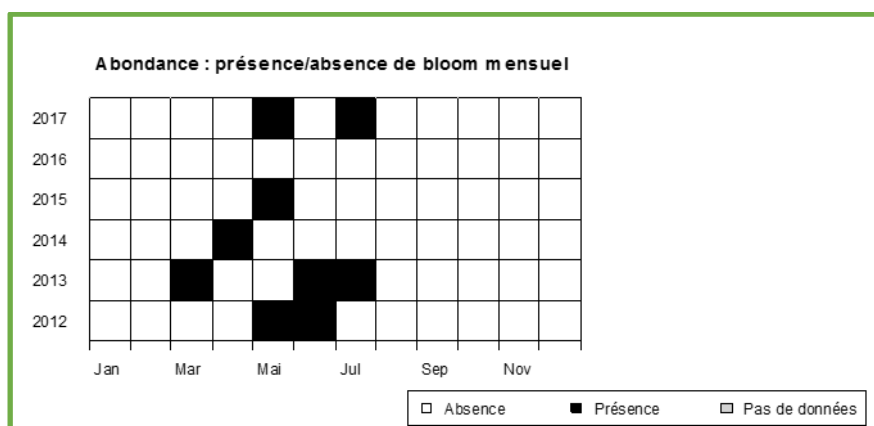 Abondance : présence/absence de bloom mensuel
2017
2016
2015
2014
2013
2012
Jan Mar Mai Jul Sep Nov
Absence Présence Pas de données